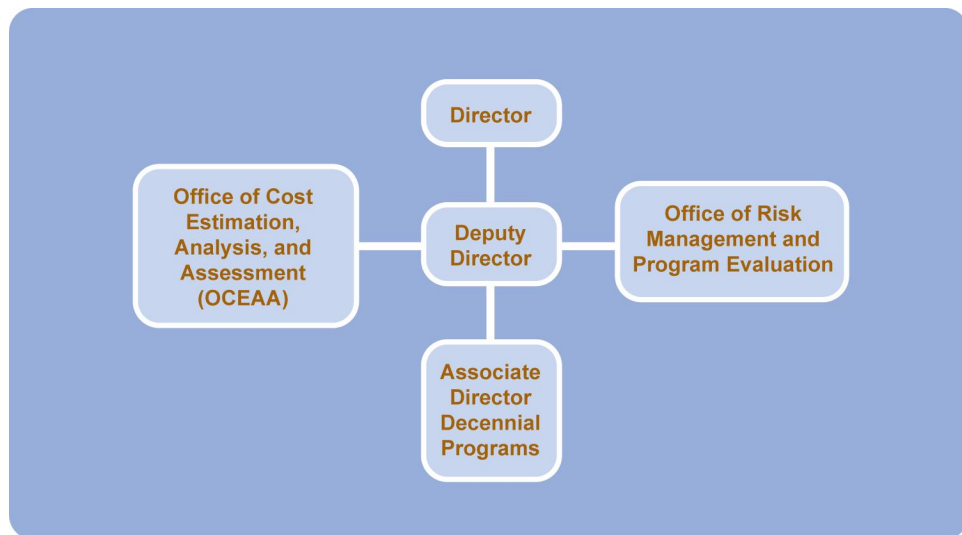 Director
Office of Cost
Estimation,
Analysis, and
Assessment
(OCEAA)
Deputy
Director
Office of Risk
Management and
Program Evaluation
Associate
Director
Decennial
Programs